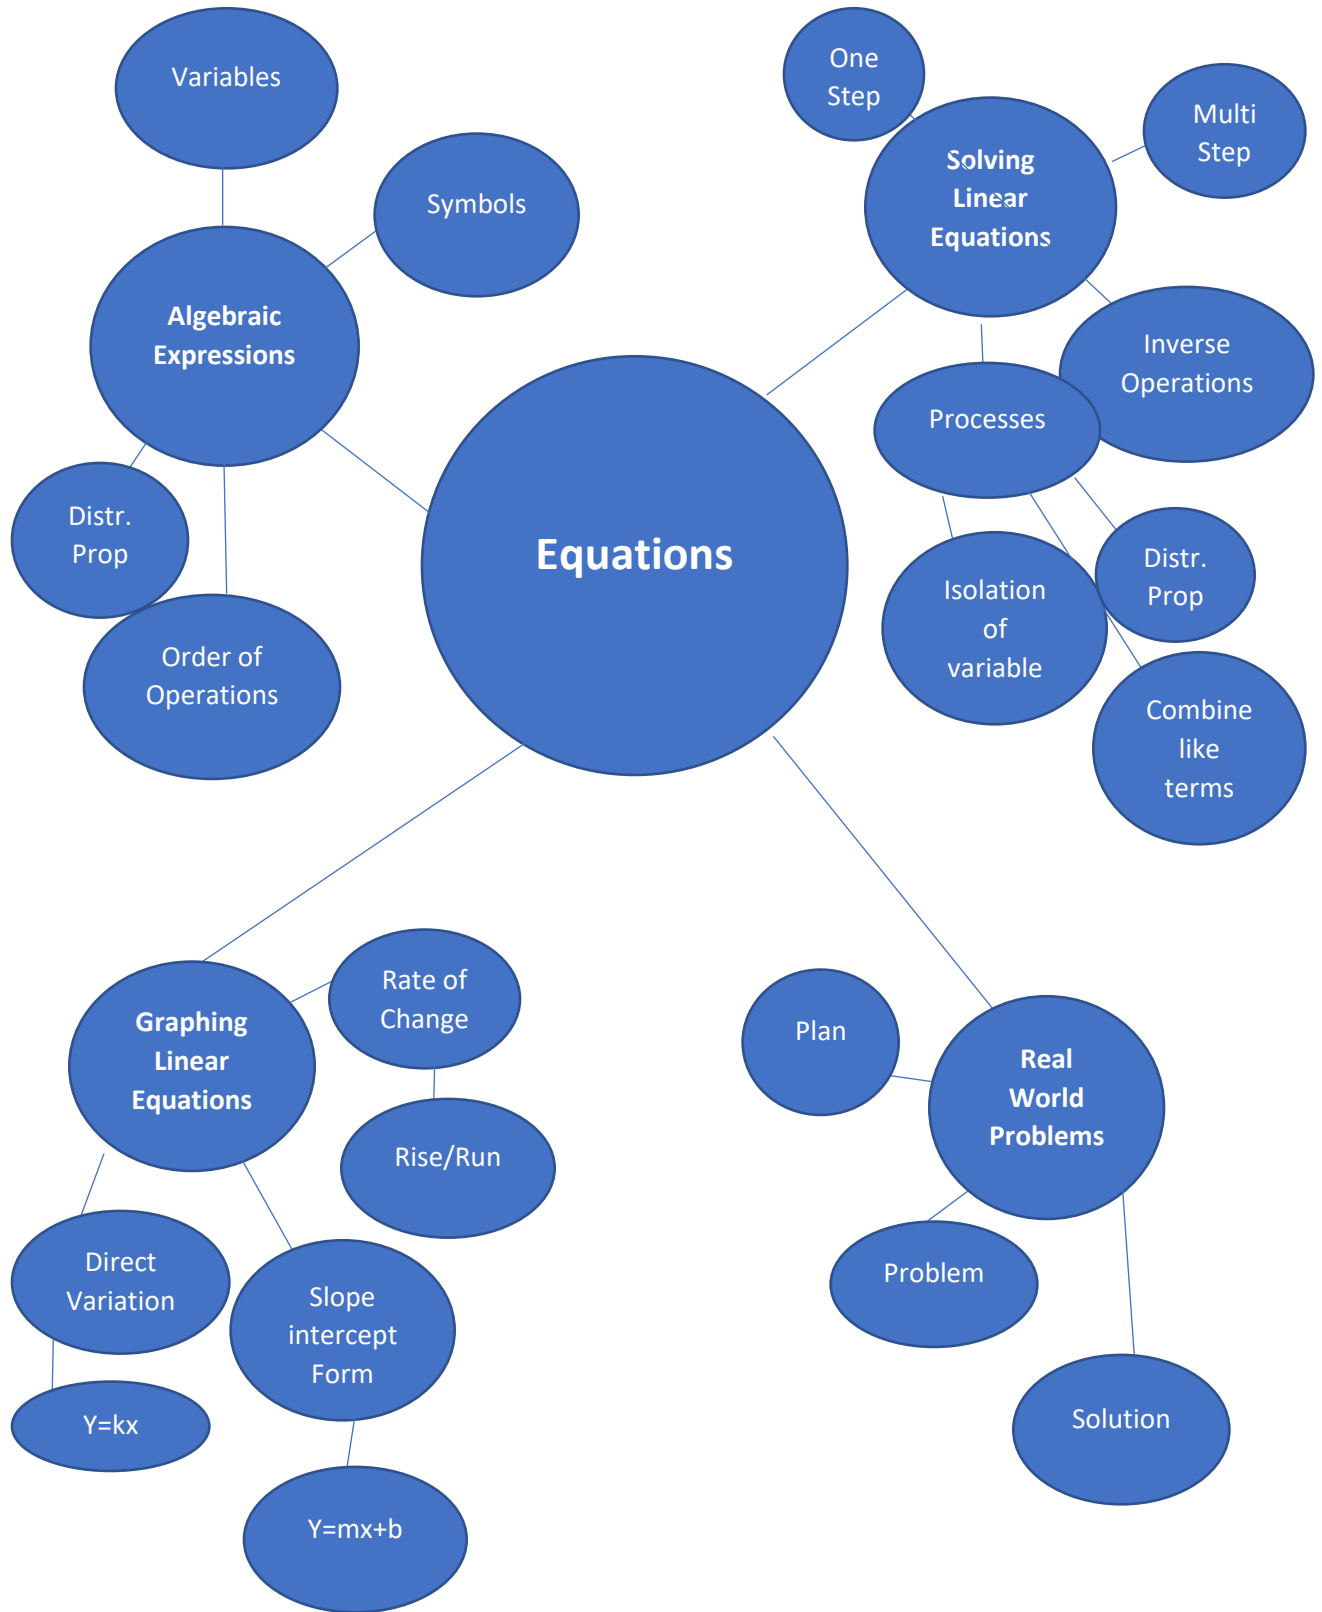 Variables
Symbols
Algebraic
Expressions
Distr.
Prop
Order of
Operations
One
Step
Multi
Step
Solving
Linear
Equations
Inverse
Operations
Processes
Isolation
of
variable
Distr.
Prop
Combine
like
terms
Equations
Graphing
Linear
Equations
Rate of
Change
Rise/Run
Direct
Variation
Y=kx
Slope
intercept
Form
Y=mx+b
Real
World
Problems
Plan
Problem
Solution